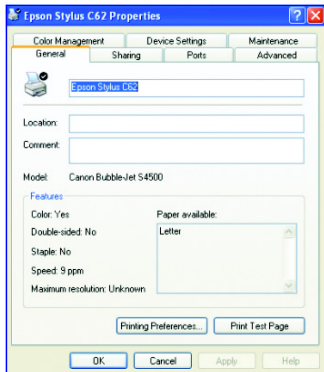 Epson Stylus C62 Properties
Color Management Device Settings Maintenance
General Sharing Ports Advanced
Epson Stylus C62
Location:
Comment:
Model: Canon Bubble-Jet S4500
Features
Color: Yes Paper available:
Double-sided: No Letter
Staple: No
Speed: 9 ppm
Maximum resolution: Unknown
Printing Preferences... Print Test Page
OK Cancel Apply Help